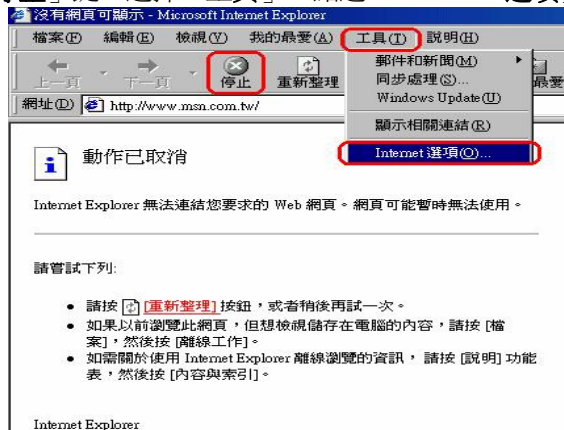 沒有網頁可顯示 - Microsoft Internet Explorer
檔案(F) 編輯(E) 檢視(V) 我的最愛(A) 工具(T) 說明(H)
上一頁 下一頁 停止 重新整理
郵件和新聞(M)
同步處理(S)...
Windows Update(U)
顯示相關連結(R)
Internet 選項(O)...
網址(D) http://www.msn.com.tw/
動作已取消
Internet Explorer 無法連結您要求的 Web 網頁。網頁可能暫時無法使用。
請嘗試下列:
請按 [重新整理] 按鈕，或者稍後再試一次。
如果以前瀏覽此網頁，但想檢視儲存在電腦的內容，請按 [檔
案]，然後按 [離線工作]。
如需關於使用 Internet Explorer 離線瀏覽的資訊， 請按 [說明] 功能
表，然後按 [內容與索引]。
Internet Explorer